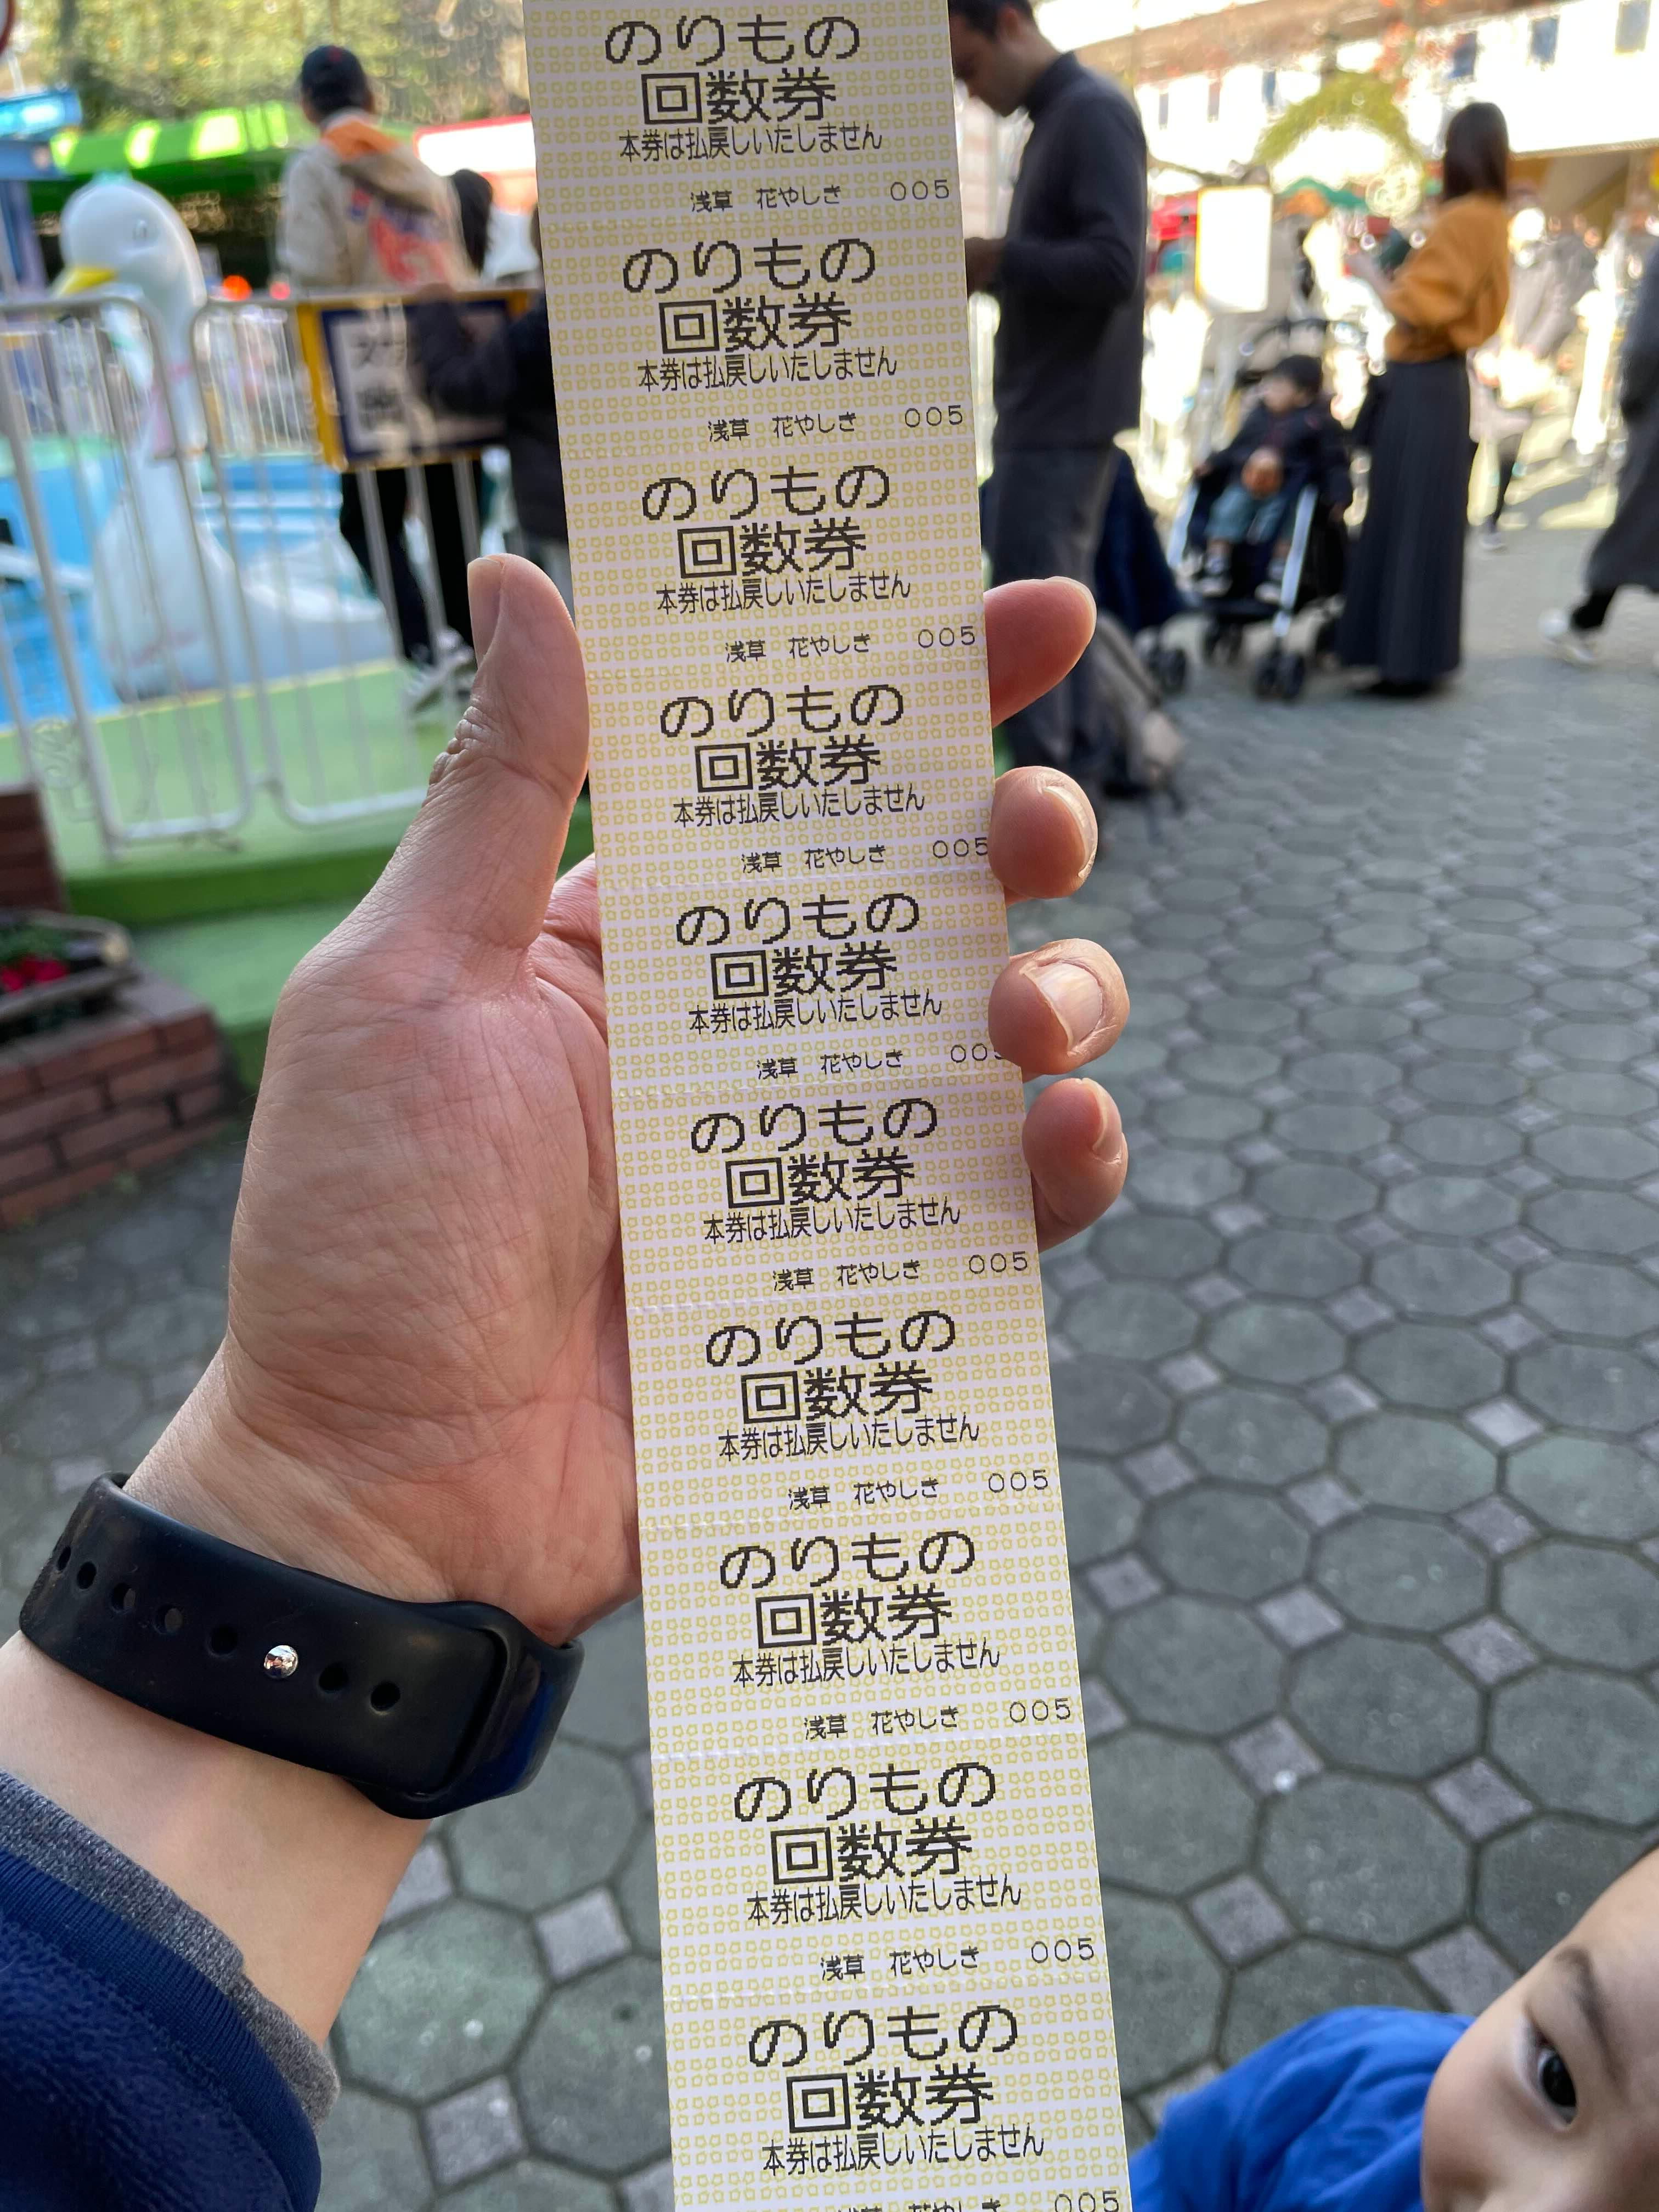 のりもの
回数券
本券は払戻しいたしません
浅草 花やしき 005
のりもの
回数券
本券は払戻しいたしません
浅草 花やしき 005
のりもの
回数券
本券は払戻しいたしません
浅草 花やしき 005
のりもの
回数券
本券は払戻しいたしません
浅草 花やしき 005
のりもの
回数券
本券は払戻しいたしません
浅草 花やしき 005
のりもの
回数券
本券は払戻しいたしません
浅草 花やしき 005
のりもの
回数券
本券は払戻しいたしません
浅草 花やしき 005
のりもの
回数券
本券は払戻しいたしません
浅草 花やしき 005
のりもの
回数券
本券は払戻しいたしません
浅草 花やしき 005
のりもの
回数券
本券は払戻しいたしません
浅草 花やしき 005